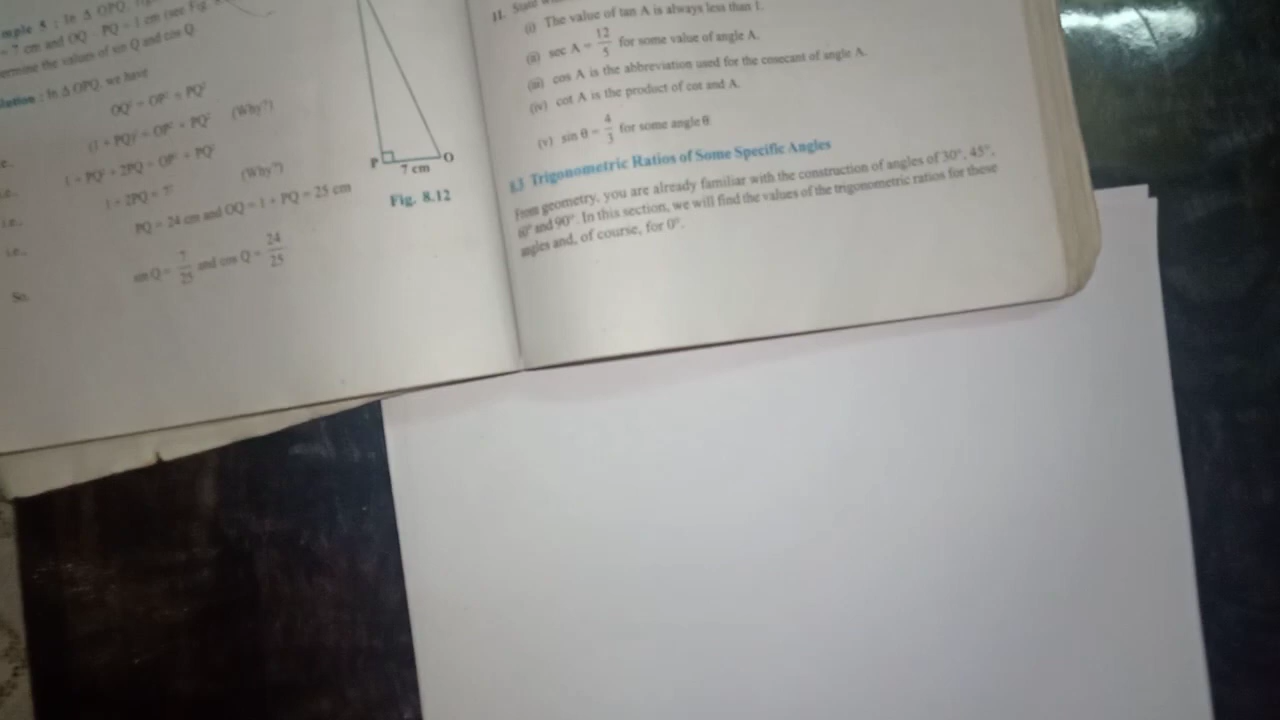 mple 5 : In Δ OPQ,
= 7 cm and OQ – PQ = 1 cm (see Fig.
ermine the values of sin Q and cos Q.
lution : In Δ OPQ, we have
OQ² = OP² + PQ²
(1 + PQ)² = OP² + PQ² (Why?)
i.e., 1 + PQ² + 2PQ = OP² + PQ²
i.e., 1 + 2PQ = 7² (Why?)
i.e., PQ = 24 cm and OQ = 1 + PQ = 25 cm
So, sin Q = 7/25 and cos Q = 24/25
P Q
7 cm
Fig. 8.12
11. State
(i) The value of tan A is always less than 1.
(ii) sec A = 12/5 for some value of angle A.
(iii) cos A is the abbreviation used for the cosecant of angle A.
(iv) cot A is the product of cot and A.
(v) sin θ = 4/3 for some angle θ.
8.3 Trigonometric Ratios of Some Specific Angles
From geometry, you are already familiar with the construction of angles of 30°, 45°,
60° and 90°. In this section, we will find the values of the trigonometric ratios for these
angles and, of course, for 0°.